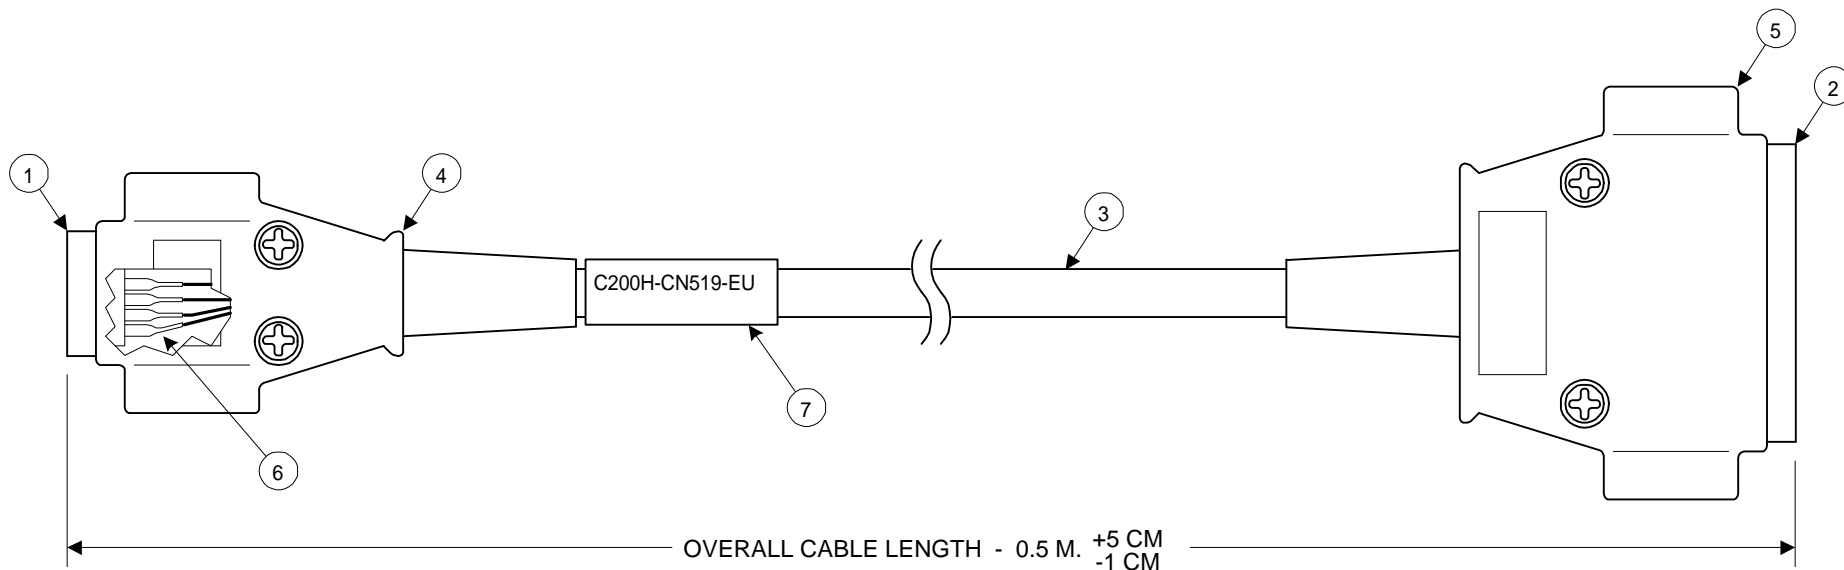 5
2
1
4
3
C200H-CN519-EU
7
6
OVERALL CABLE LENGTH - 0.5 M. +5 CM
-1 CM